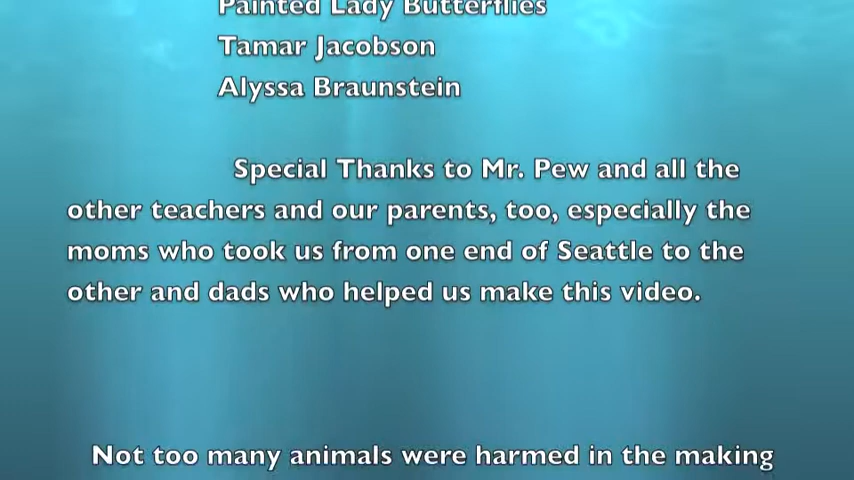 Painted Lady Butterflies
Tamar Jacobson
Alyssa Braunstein
Special Thanks to Mr. Pew and all the
other teachers and our parents, too, especially the
moms who took us from one end of Seattle to the
other and dads who helped us make this video.
Not too many animals were harmed in the making